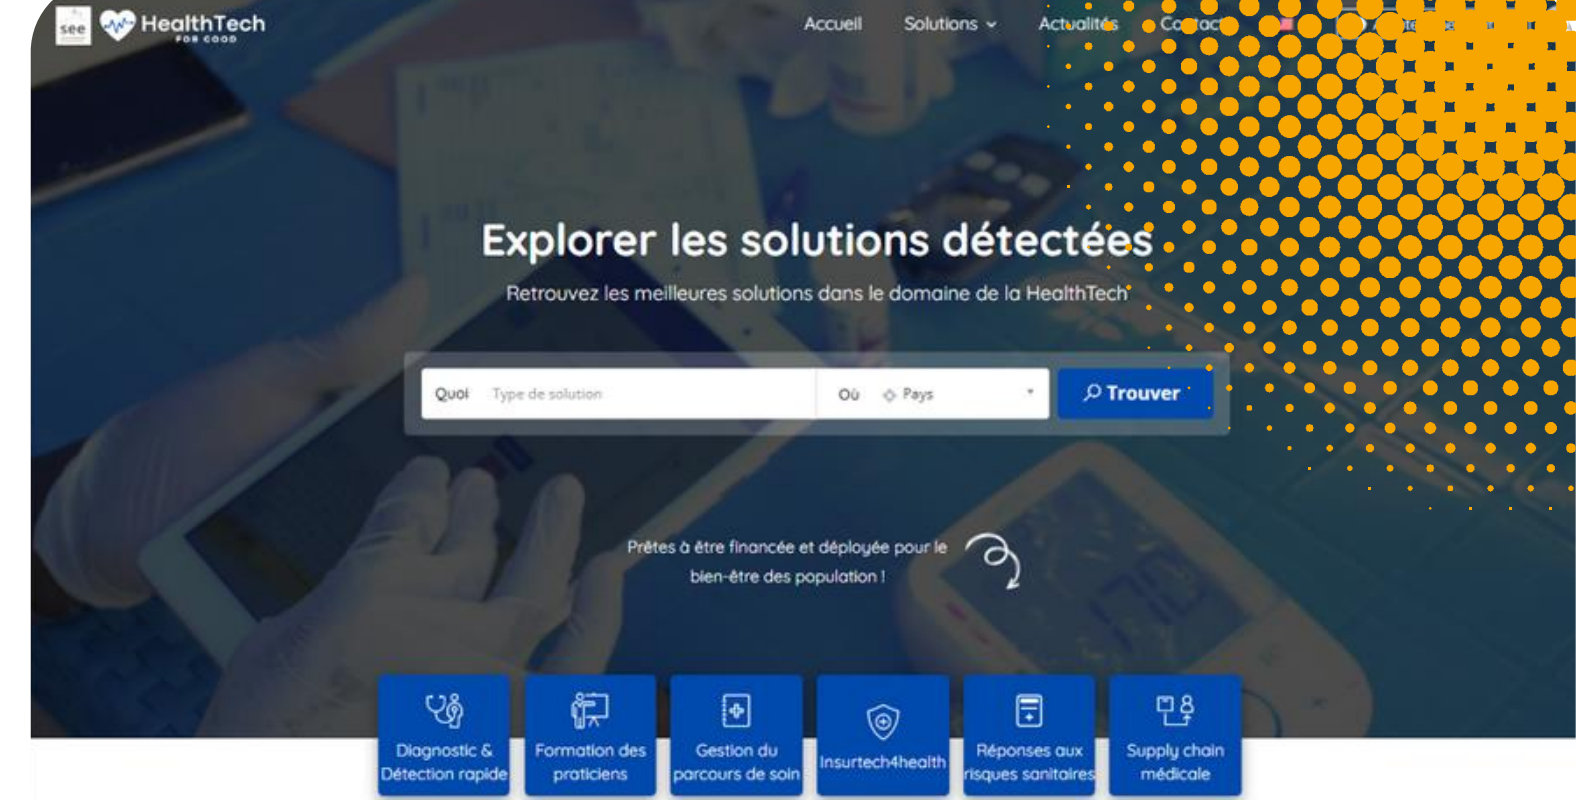 see
HealthTech
FOR GOOD
Accueil
Solutions
Actualités
Contact
Explorer les solutions détectées
Retrouvez les meilleures solutions dans le domaine de la HealthTech
Quoi
Type de solution
Où
Pays
Trouver
Prêtes à être financée et déployée pour le
bien-être des population !
Diagnostic &
Détection rapide
Formation des
praticiens
Gestion du
parcours de soin
Insurtech4health
Réponses aux
risques sanitaires
Supply chain
médicale